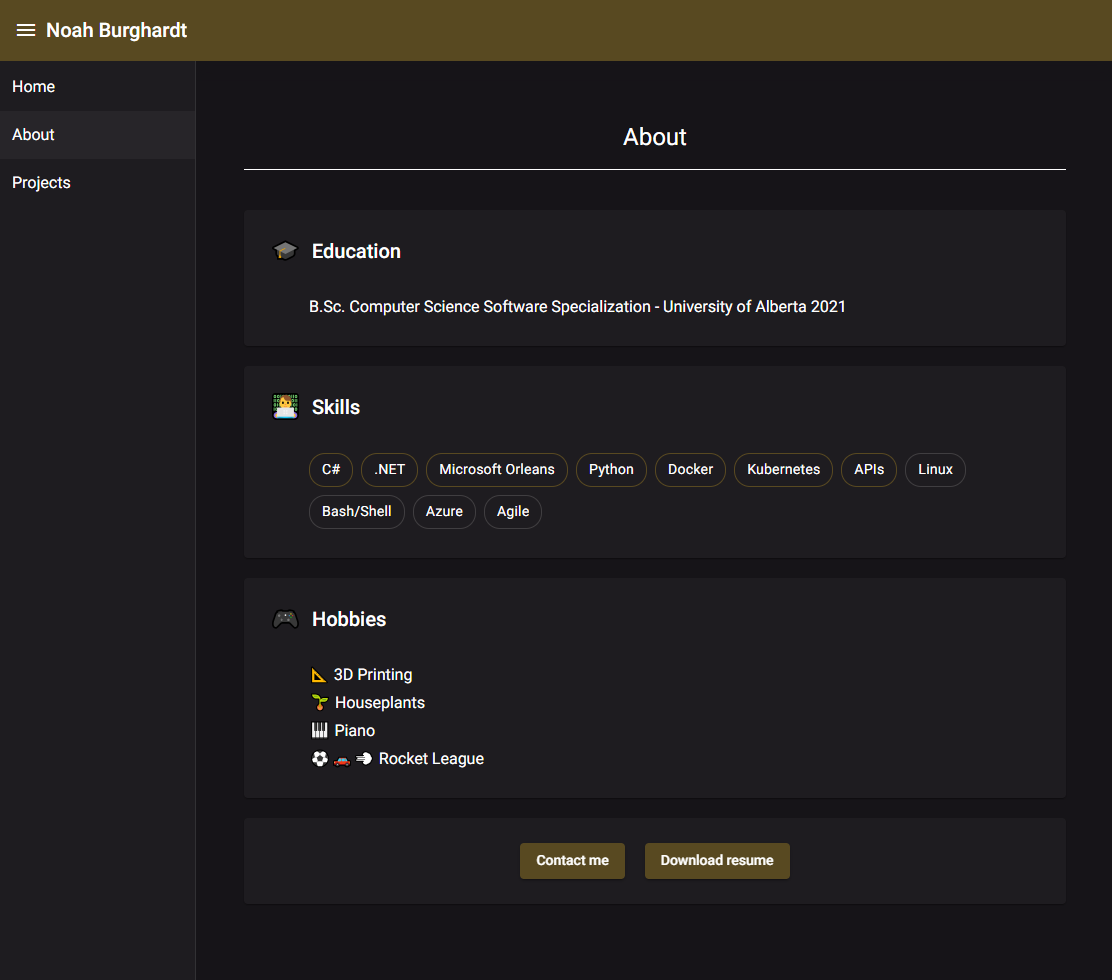 Noah Burghardt
Home
About
Projects
About
Education
B.Sc. Computer Science Software Specialization - University of Alberta 2021
Skills
C# .NET Microsoft Orleans Python Docker Kubernetes APIs Linux
Bash/Shell Azure Agile
Hobbies
3D Printing
Houseplants
Piano
Rocket League
Contact me Download resume